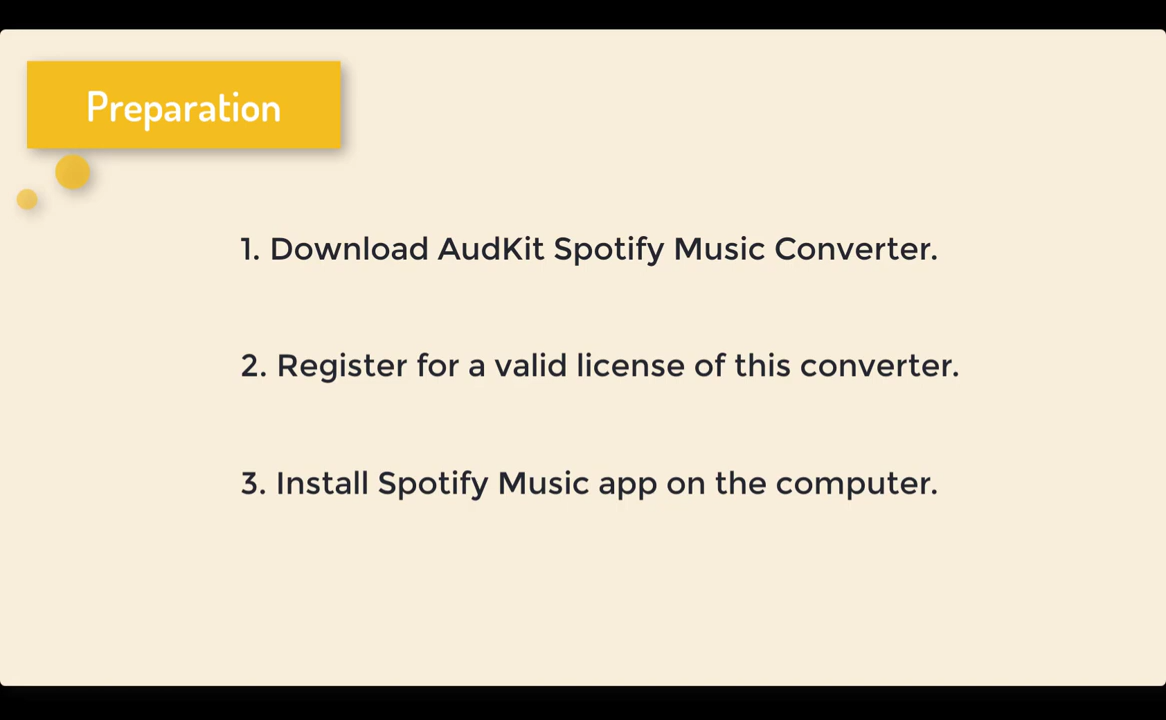 Preparation
1. Download AudKit Spotify Music Converter.
2. Register for a valid license of this converter.
3. Install Spotify Music app on the computer.